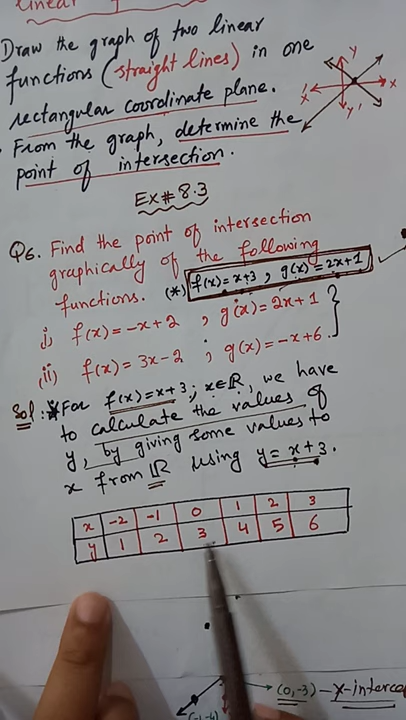 Linear
Draw the graph of two linear
functions (straight lines) in one
rectangular coordinate plane.
From the graph, determine the
point of intersection.
Y
X' X
Y'
EX # 8.3
Q6. Find the point of intersection
graphically of the following
functions. (*) f(x) = x+3 , g(x) = 2x+1
i) f(x) = -x+2 , g(x) = 2x+1
(ii) f(x) = 3x-2 ; g(x) = -x+6.
Sol: * For f(x) = x+3 ; x∈ℝ, we have
to calculate the values of
y, by giving some values to
x from ℝ using y = x+3.
x -2 -1 0 1 2 3
y 1 2 3 4 5 6
(0,-3) - x-interce
(-1,-4)